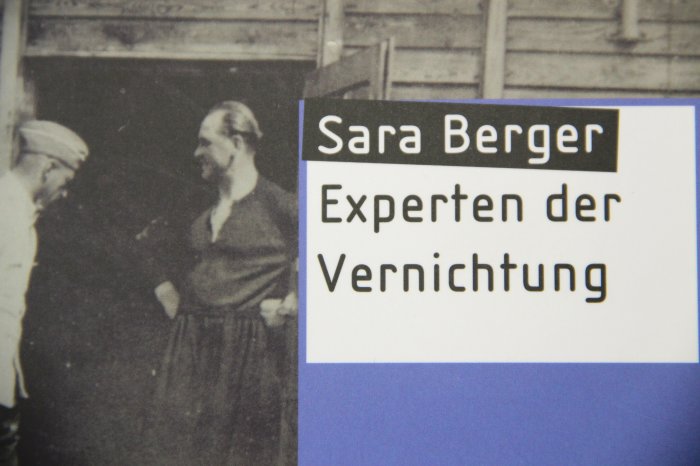 Sara Berger
Experten der
Vernichtung